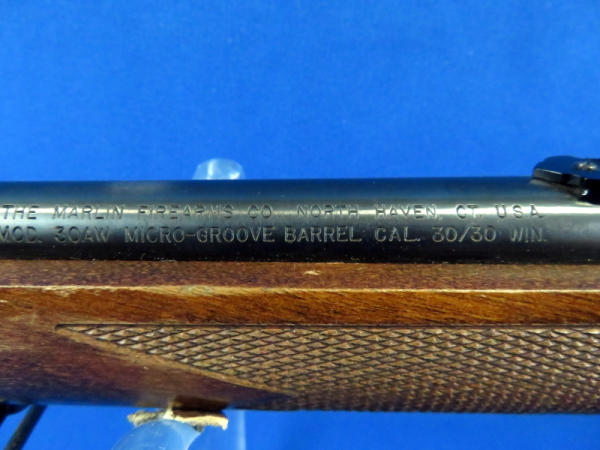 THE MARLIN FIREARMS CO. NORTH HAVEN, CT. U.S.A.
MOD. 30AW MICRO-GROOVE BARREL CAL. 30/30 WIN.